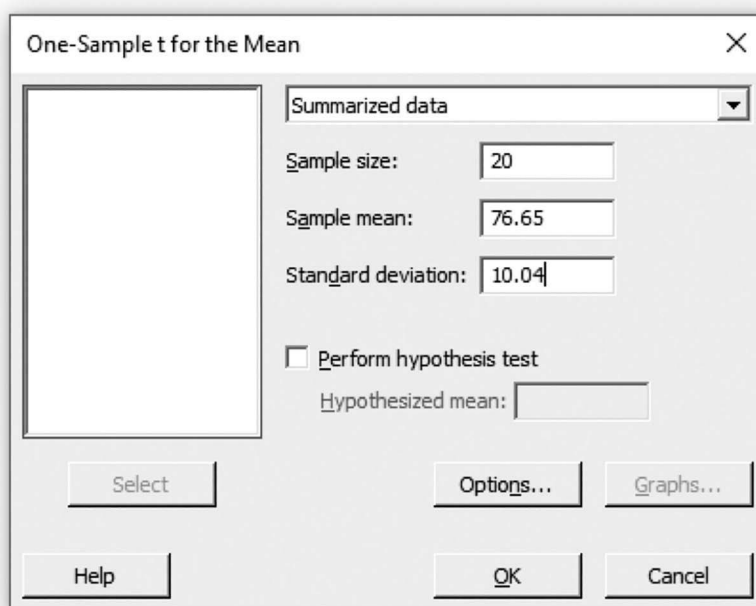 One-Sample t for the Mean
Summarized data
Sample size: 20
Sample mean: 76.65
Standard deviation: 10.04
Perform hypothesis test
Hypothesized mean:
Select Options... Graphs...
Help OK Cancel